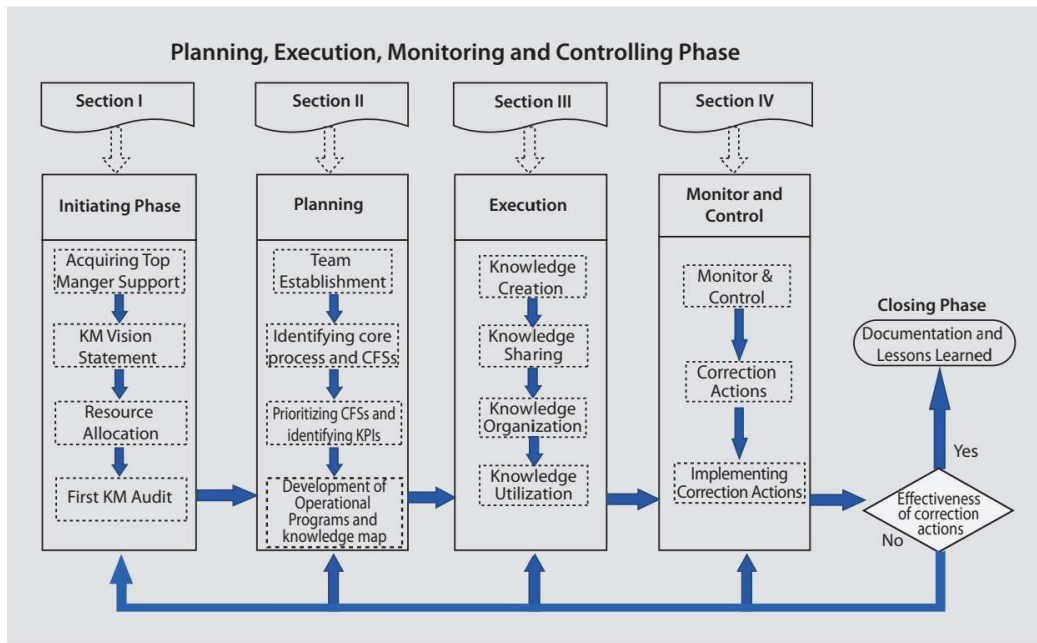 Planning, Execution, Monitoring and Controlling Phase
Section I
Section II
Section III
Section IV
Initiating Phase
Acquiring Top
Manger Support
KM Vision
Statement
Resource
Allocation
First KM Audit
Planning
Team
Establishment
Identifying core
process and CFSs
Prioritizing CFSs and
identifying KPIs
Development of
Operational
Programs and
knowledge map
Execution
Knowledge
Creation
Knowledge
Sharing
Knowledge
Organization
Knowledge
Utilization
Monitor and
Control
Monitor &
Control
Correction
Actions
Implementing
Correction Actions
Closing Phase
Documentation and
Lessons Learned
Yes
Effectiveness
of correction
actions
No